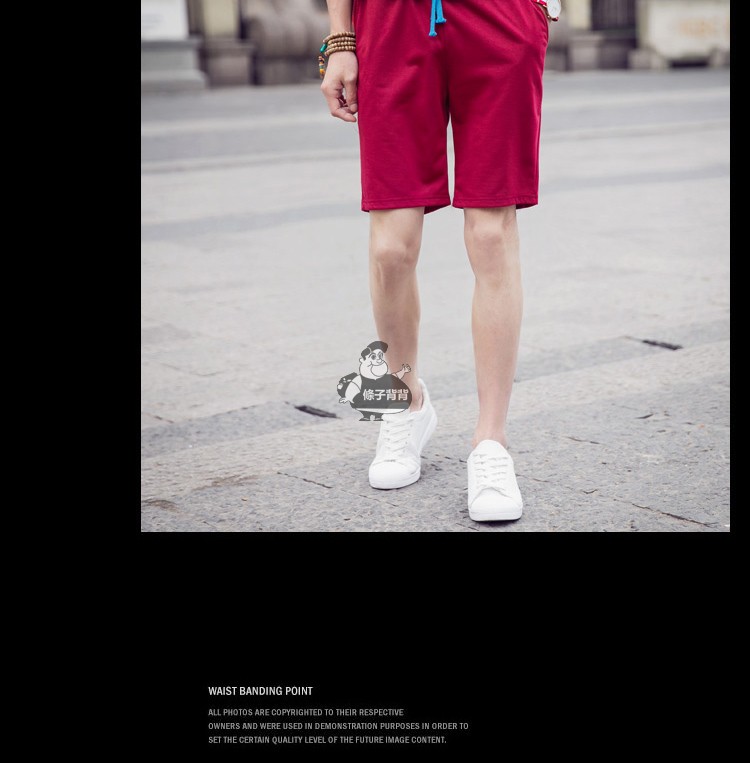 條子背背
WAIST BANDING POINT
ALL PHOTOS ARE COPYRIGHTED TO THEIR RESPECTIVE
OWNERS AND WERE USED IN DEMONSTRATION PURPOSES IN ORDER TO
SET THE CERTAIN QUALITY LEVEL OF THE FUTURE IMAGE CONTENT.